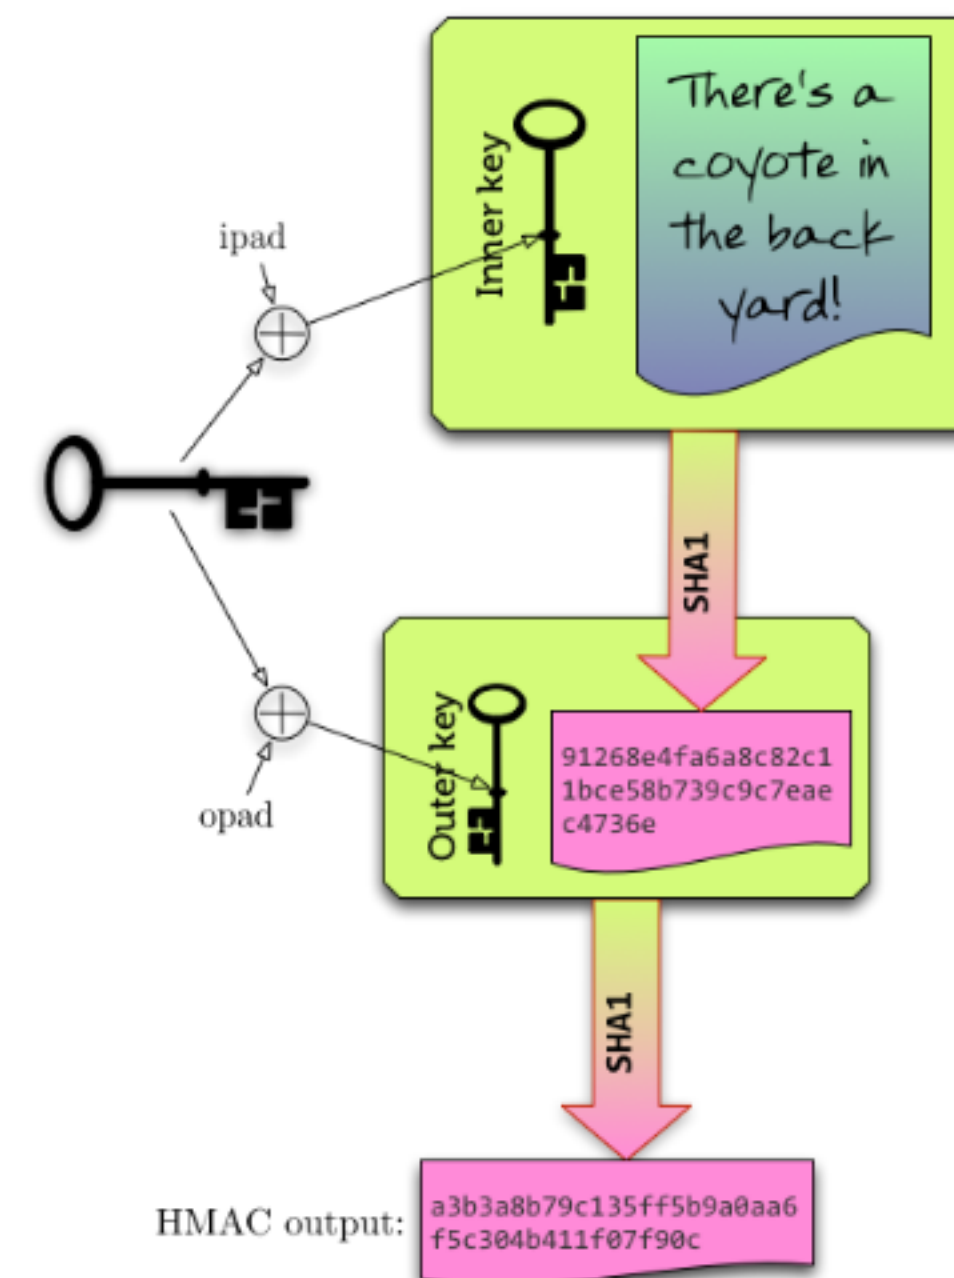 There's a
coyote in
the back
yard!
Inner key
ipad
SHA1
Outer key
91268e4fa6a8c82c1
1bce58b739c9c7eae
c4736e
opad
SHA1
HMAC output:
a3b3a8b79c135ff5b9a0aa6
f5c304b411f07f90c